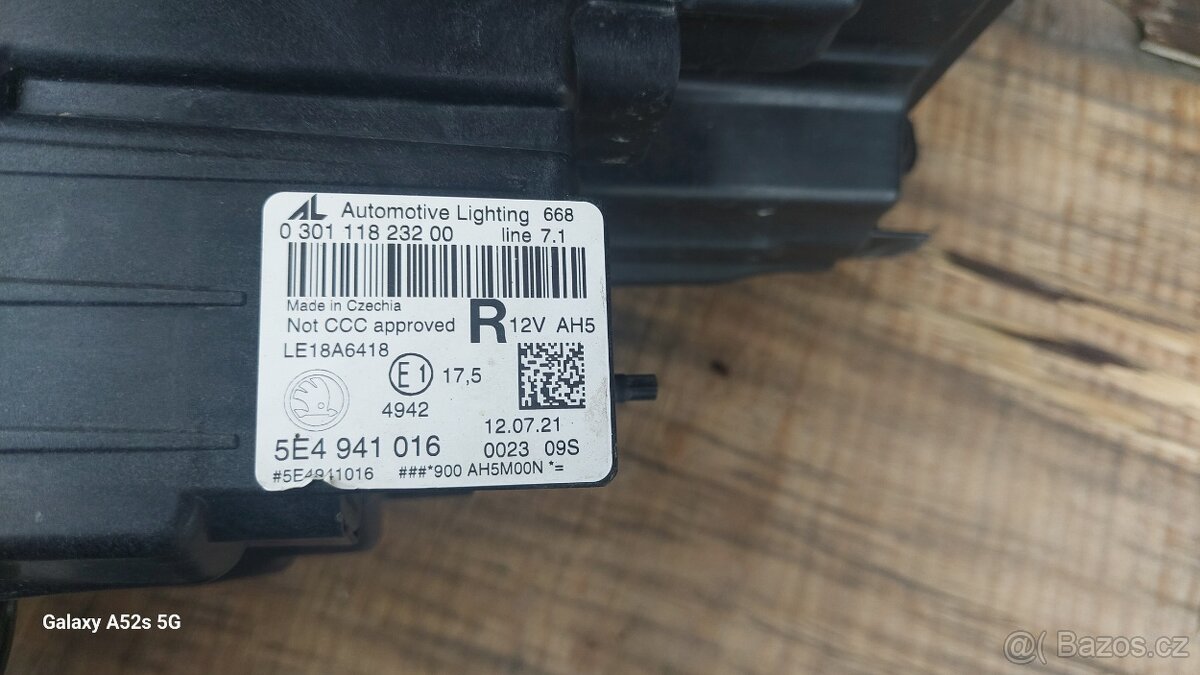 AL Automotive Lighting 668
0 301 118 232 00 line 7.1
Made in Czechia
Not CCC approved R 12V AH5
LE18A6418
E1 17,5
4942
12.07.21
5E4 941 016 0023 09S
#5E4941016 ###*900 AH5M00N *=
Galaxy A52s 5G
@( Bazos.cz